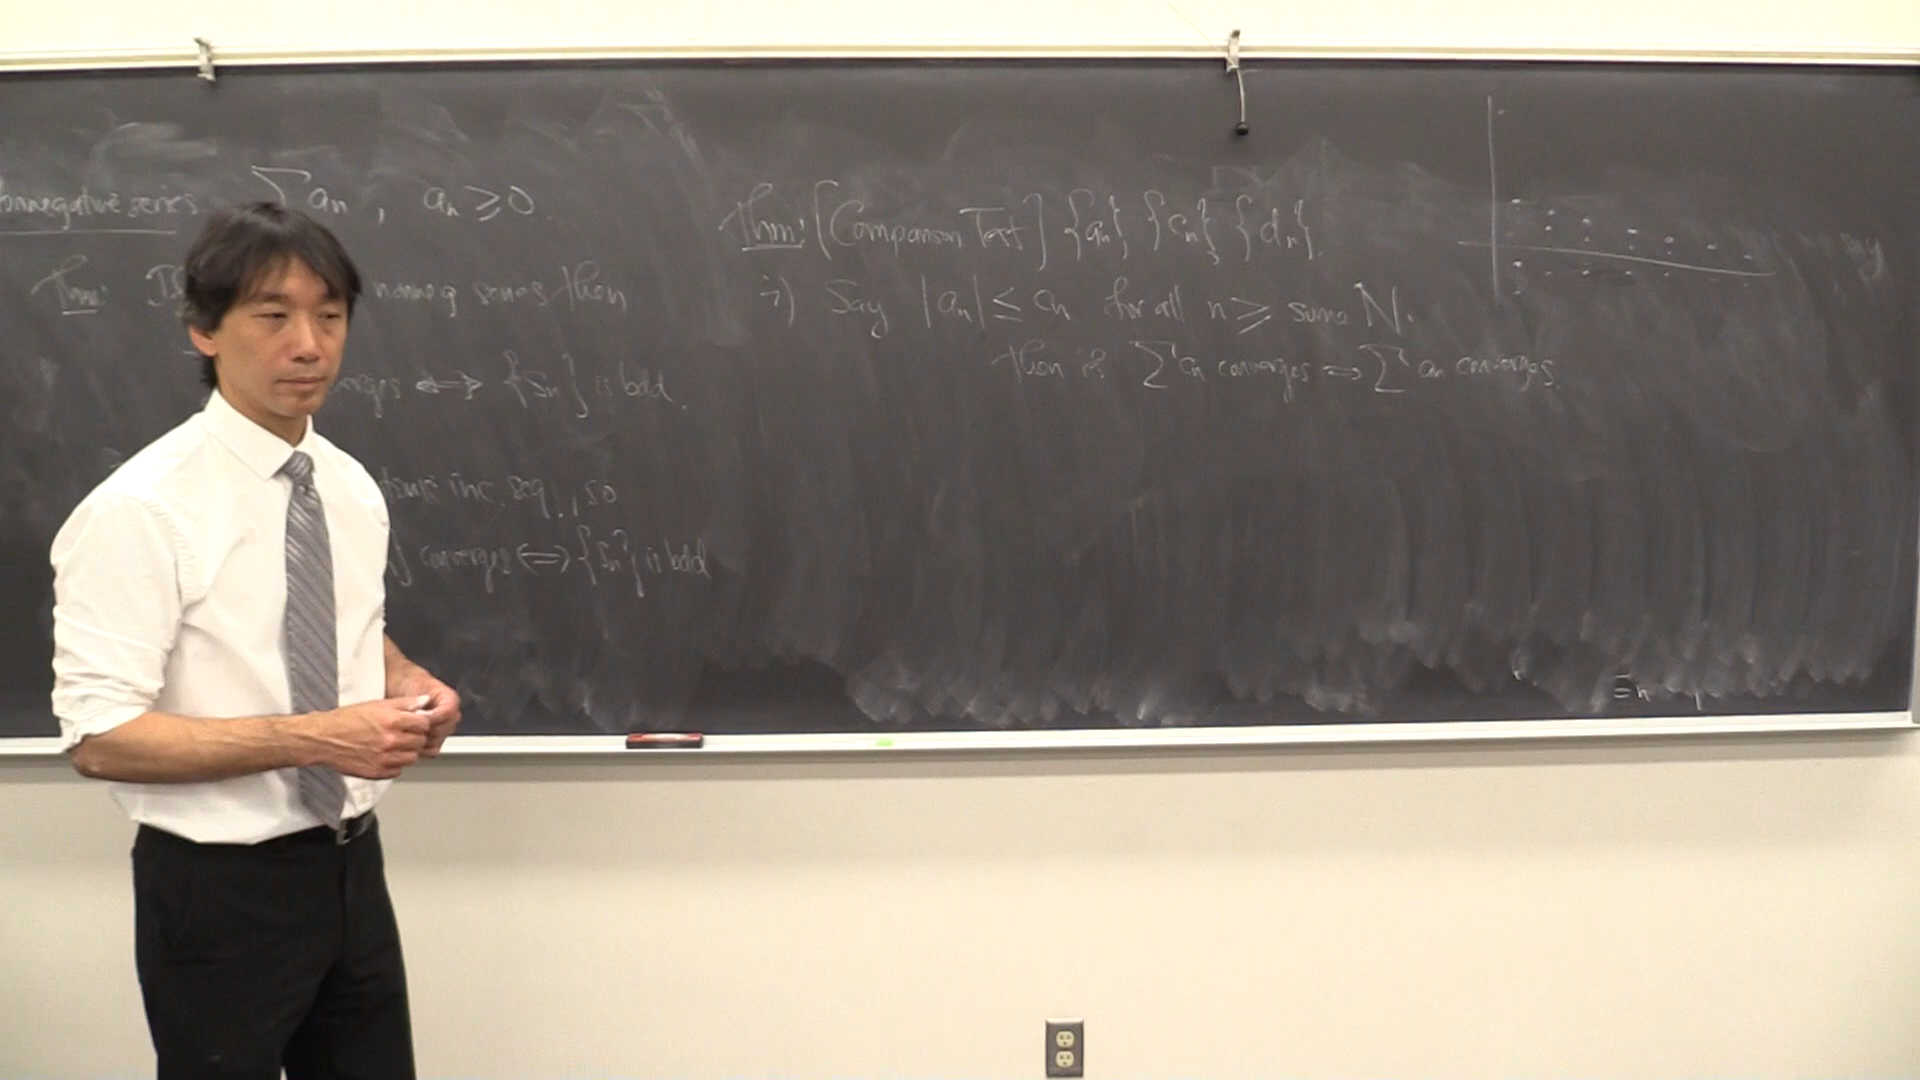 nonnegative series ∑ an , an ≥ 0
Thm: If nonneg series then
erges <=> {Sn} is bdd.
inc. seq., so
converges <=> {Sn} is bdd
Thm: [Comparison Test] {an}, {cn} {dn}.
i) Say |an| ≤ cn for all n ≥ some N.
then if ∑ cn converges => ∑ an converges.